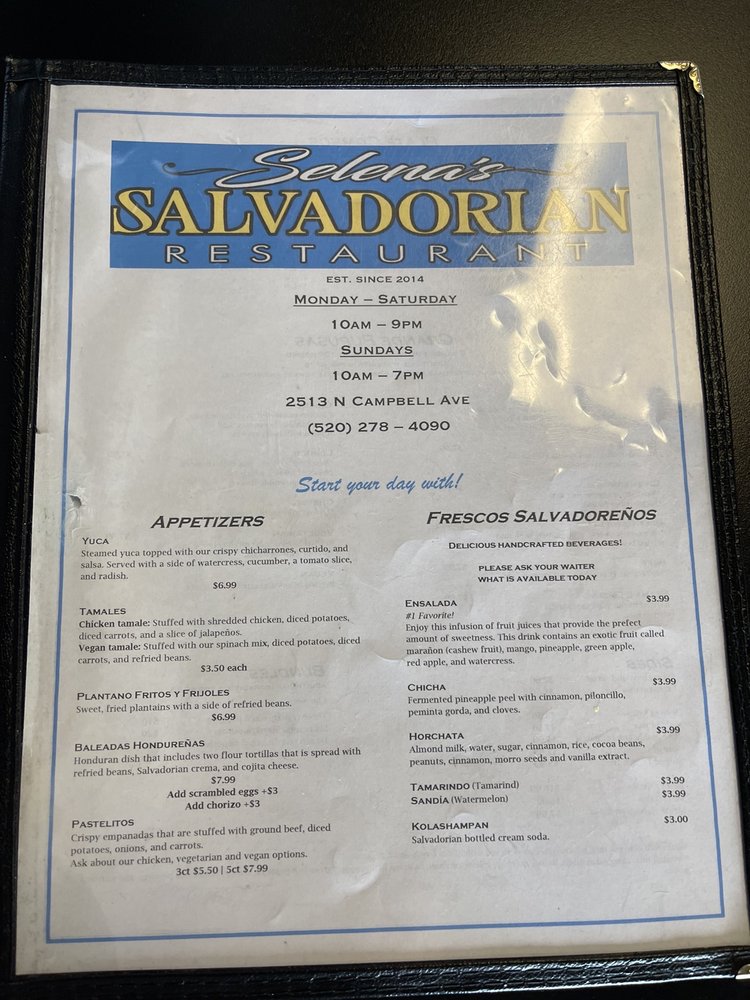 Selena's
SALVADORIAN
RESTAURANT
EST. SINCE 2014
MONDAY – SATURDAY
10AM – 9PM
SUNDAYS
10AM – 7PM
2513 N CAMPBELL AVE
(520) 278 – 4090
Start your day with!
APPETIZERS
YUCA
Steamed yuca topped with our crispy chicharrones, curtido, and
salsa. Served with a side of watercress, cucumber, a tomato slice,
and radish.
$6.99
TAMALES
Chicken tamale: Stuffed with shredded chicken, diced potatoes,
diced carrots, and a slice of jalapeños.
Vegan tamale: Stuffed with our spinach mix, diced potatoes, diced
carrots, and refried beans.
$3.50 each
PLANTANO FRITOS Y FRIJOLES
Sweet, fried plantains with a side of refried beans.
$6.99
BALEADAS HONDUREÑAS
Honduran dish that includes two flour tortillas that is spread with
refried beans, Salvadorian crema, and cojita cheese.
$7.99
Add scrambled eggs +$3
Add chorizo +$3
PASTELITOS
Crispy empanadas that are stuffed with ground beef, diced
potatoes, onions, and carrots.
Ask about our chicken, vegetarian and vegan options.
3ct $5.50 | 5ct $7.99
FRESCOS SALVADOREÑOS
DELICIOUS HANDCRAFTED BEVERAGES!
PLEASE ASK YOUR WAITER
WHAT IS AVAILABLE TODAY
ENSALADA $3.99
#1 Favorite!
Enjoy this infusion of fruit juices that provide the prefect
amount of sweetness. This drink contains an exotic fruit called
marañon (cashew fruit), mango, pineapple, green apple,
red apple, and watercress.
CHICHA $3.99
Fermented pineapple peel with cinnamon, piloncillo,
peminta gorda, and cloves.
HORCHATA $3.99
Almond milk, water, sugar, cinnamon, rice, cocoa beans,
peanuts, cinnamon, morro seeds and vanilla extract.
TAMARINDO (Tamarind) $3.99
SANDÍA (Watermelon) $3.99
KOLASHAMPAN $3.00
Salvadorian bottled cream soda.